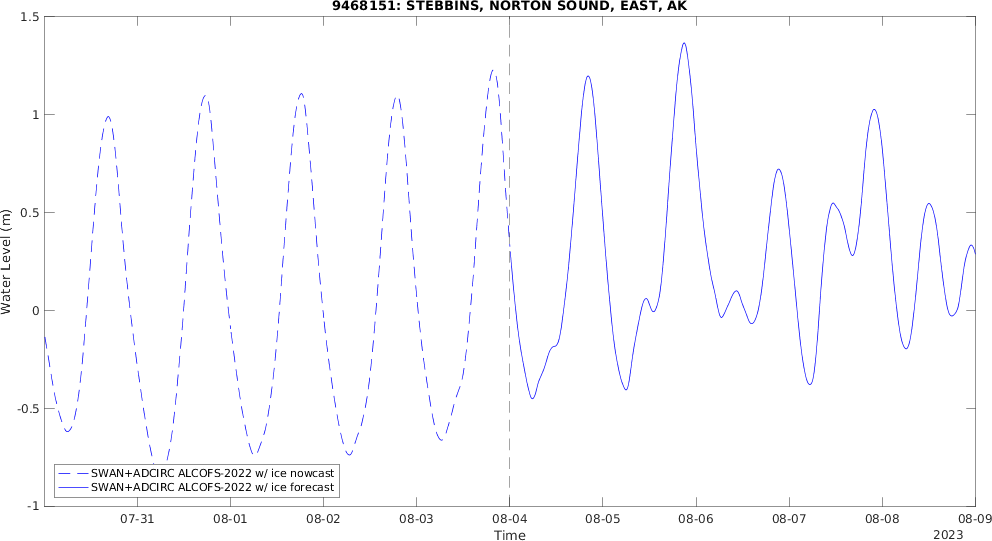 9468151: STEBBINS, NORTON SOUND, EAST, AK
1.5
1
0.5
0
-0.5
-1
Water Level (m)
SWAN+ADCIRC ALCOFS-2022 w/ ice nowcast
SWAN+ADCIRC ALCOFS-2022 w/ ice forecast
07-31 08-01 08-02 08-03 08-04 08-05 08-06 08-07 08-08 08-09
Time
2023